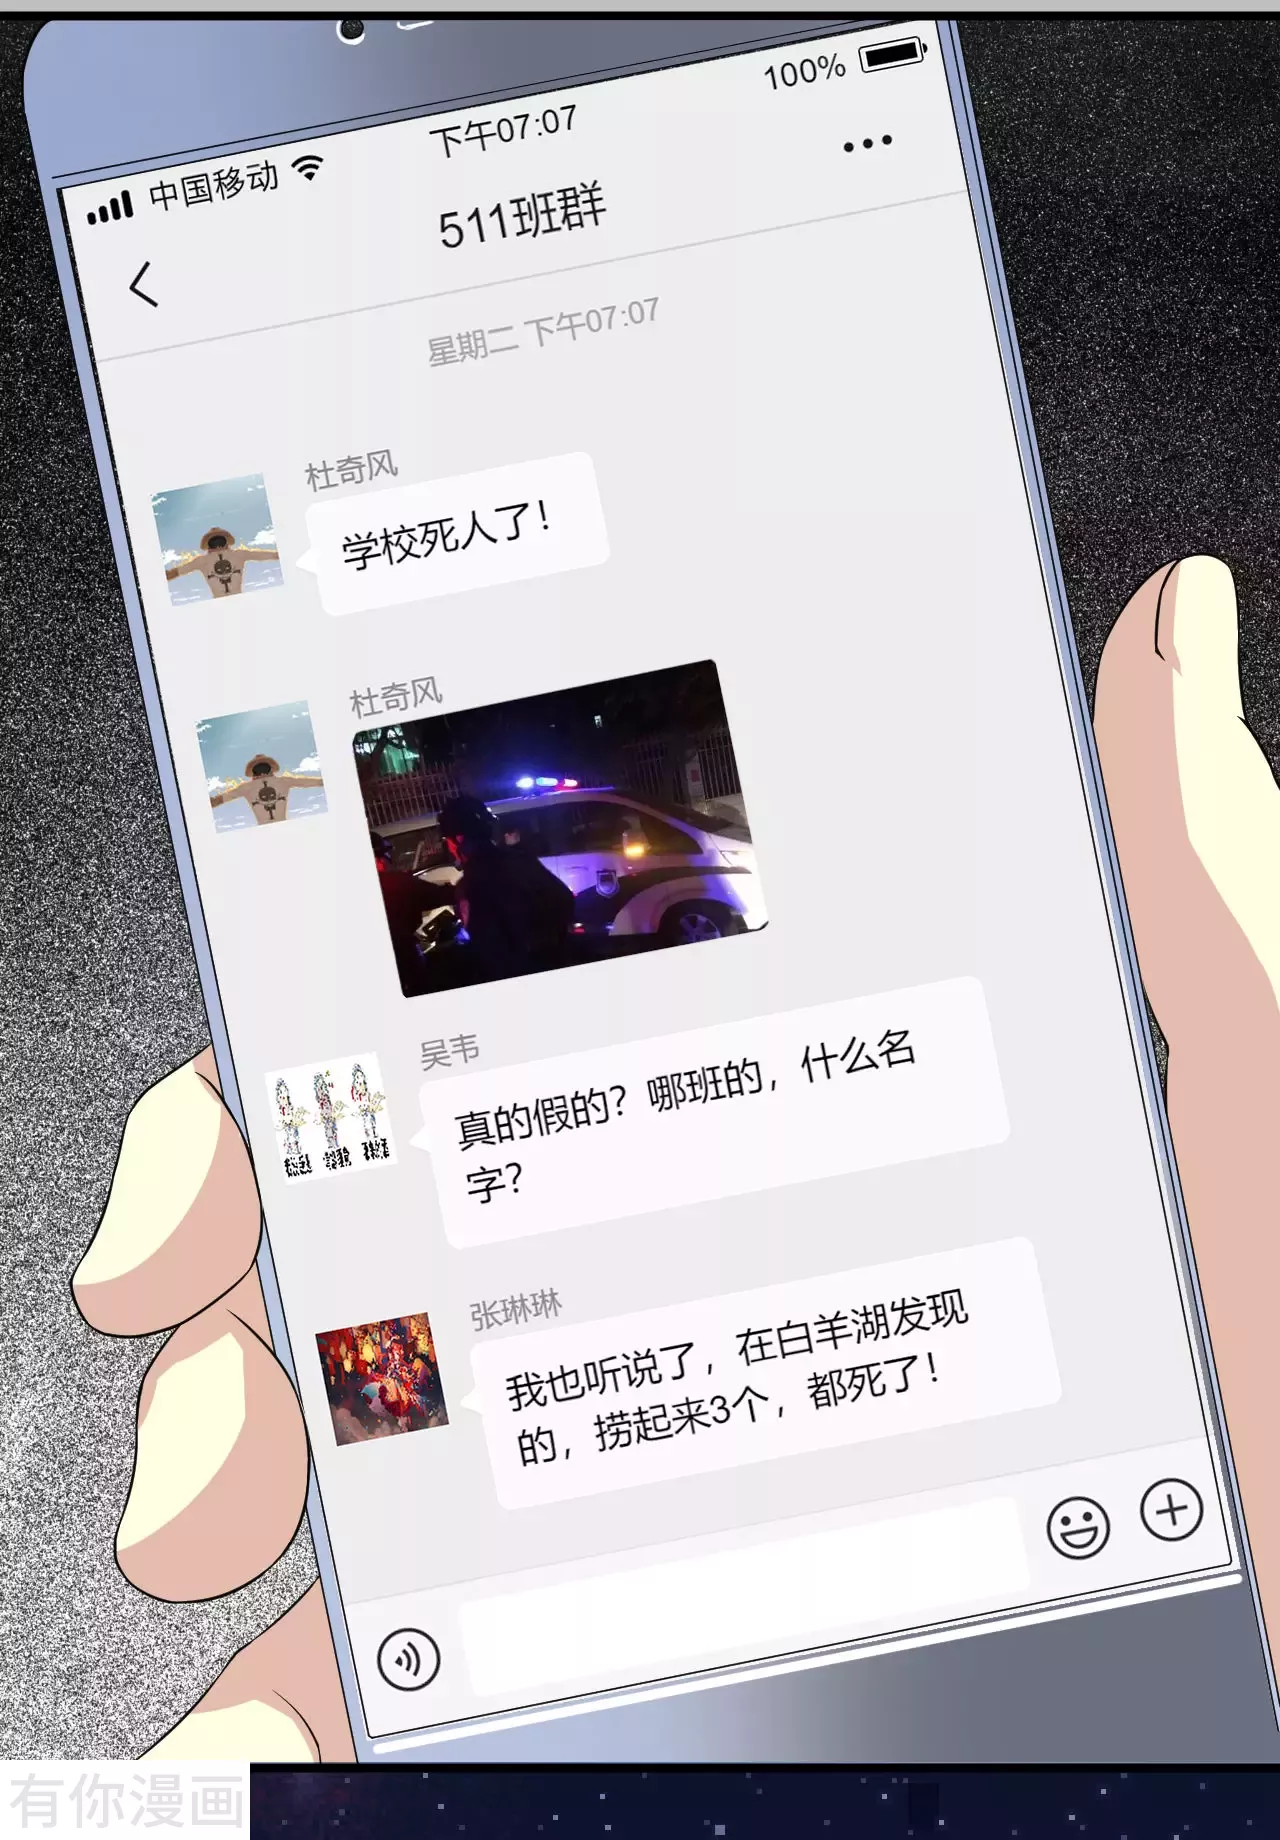 100%
下午07:07
中国移动
511班群
星期二 下午07:07
杜奇风
学校死人了！
杜奇风
吴韦
真的假的？哪班的，什么名
字？
张琳琳
我也听说了，在白羊湖发现
的，捞起来3个，都死了！
有你漫画